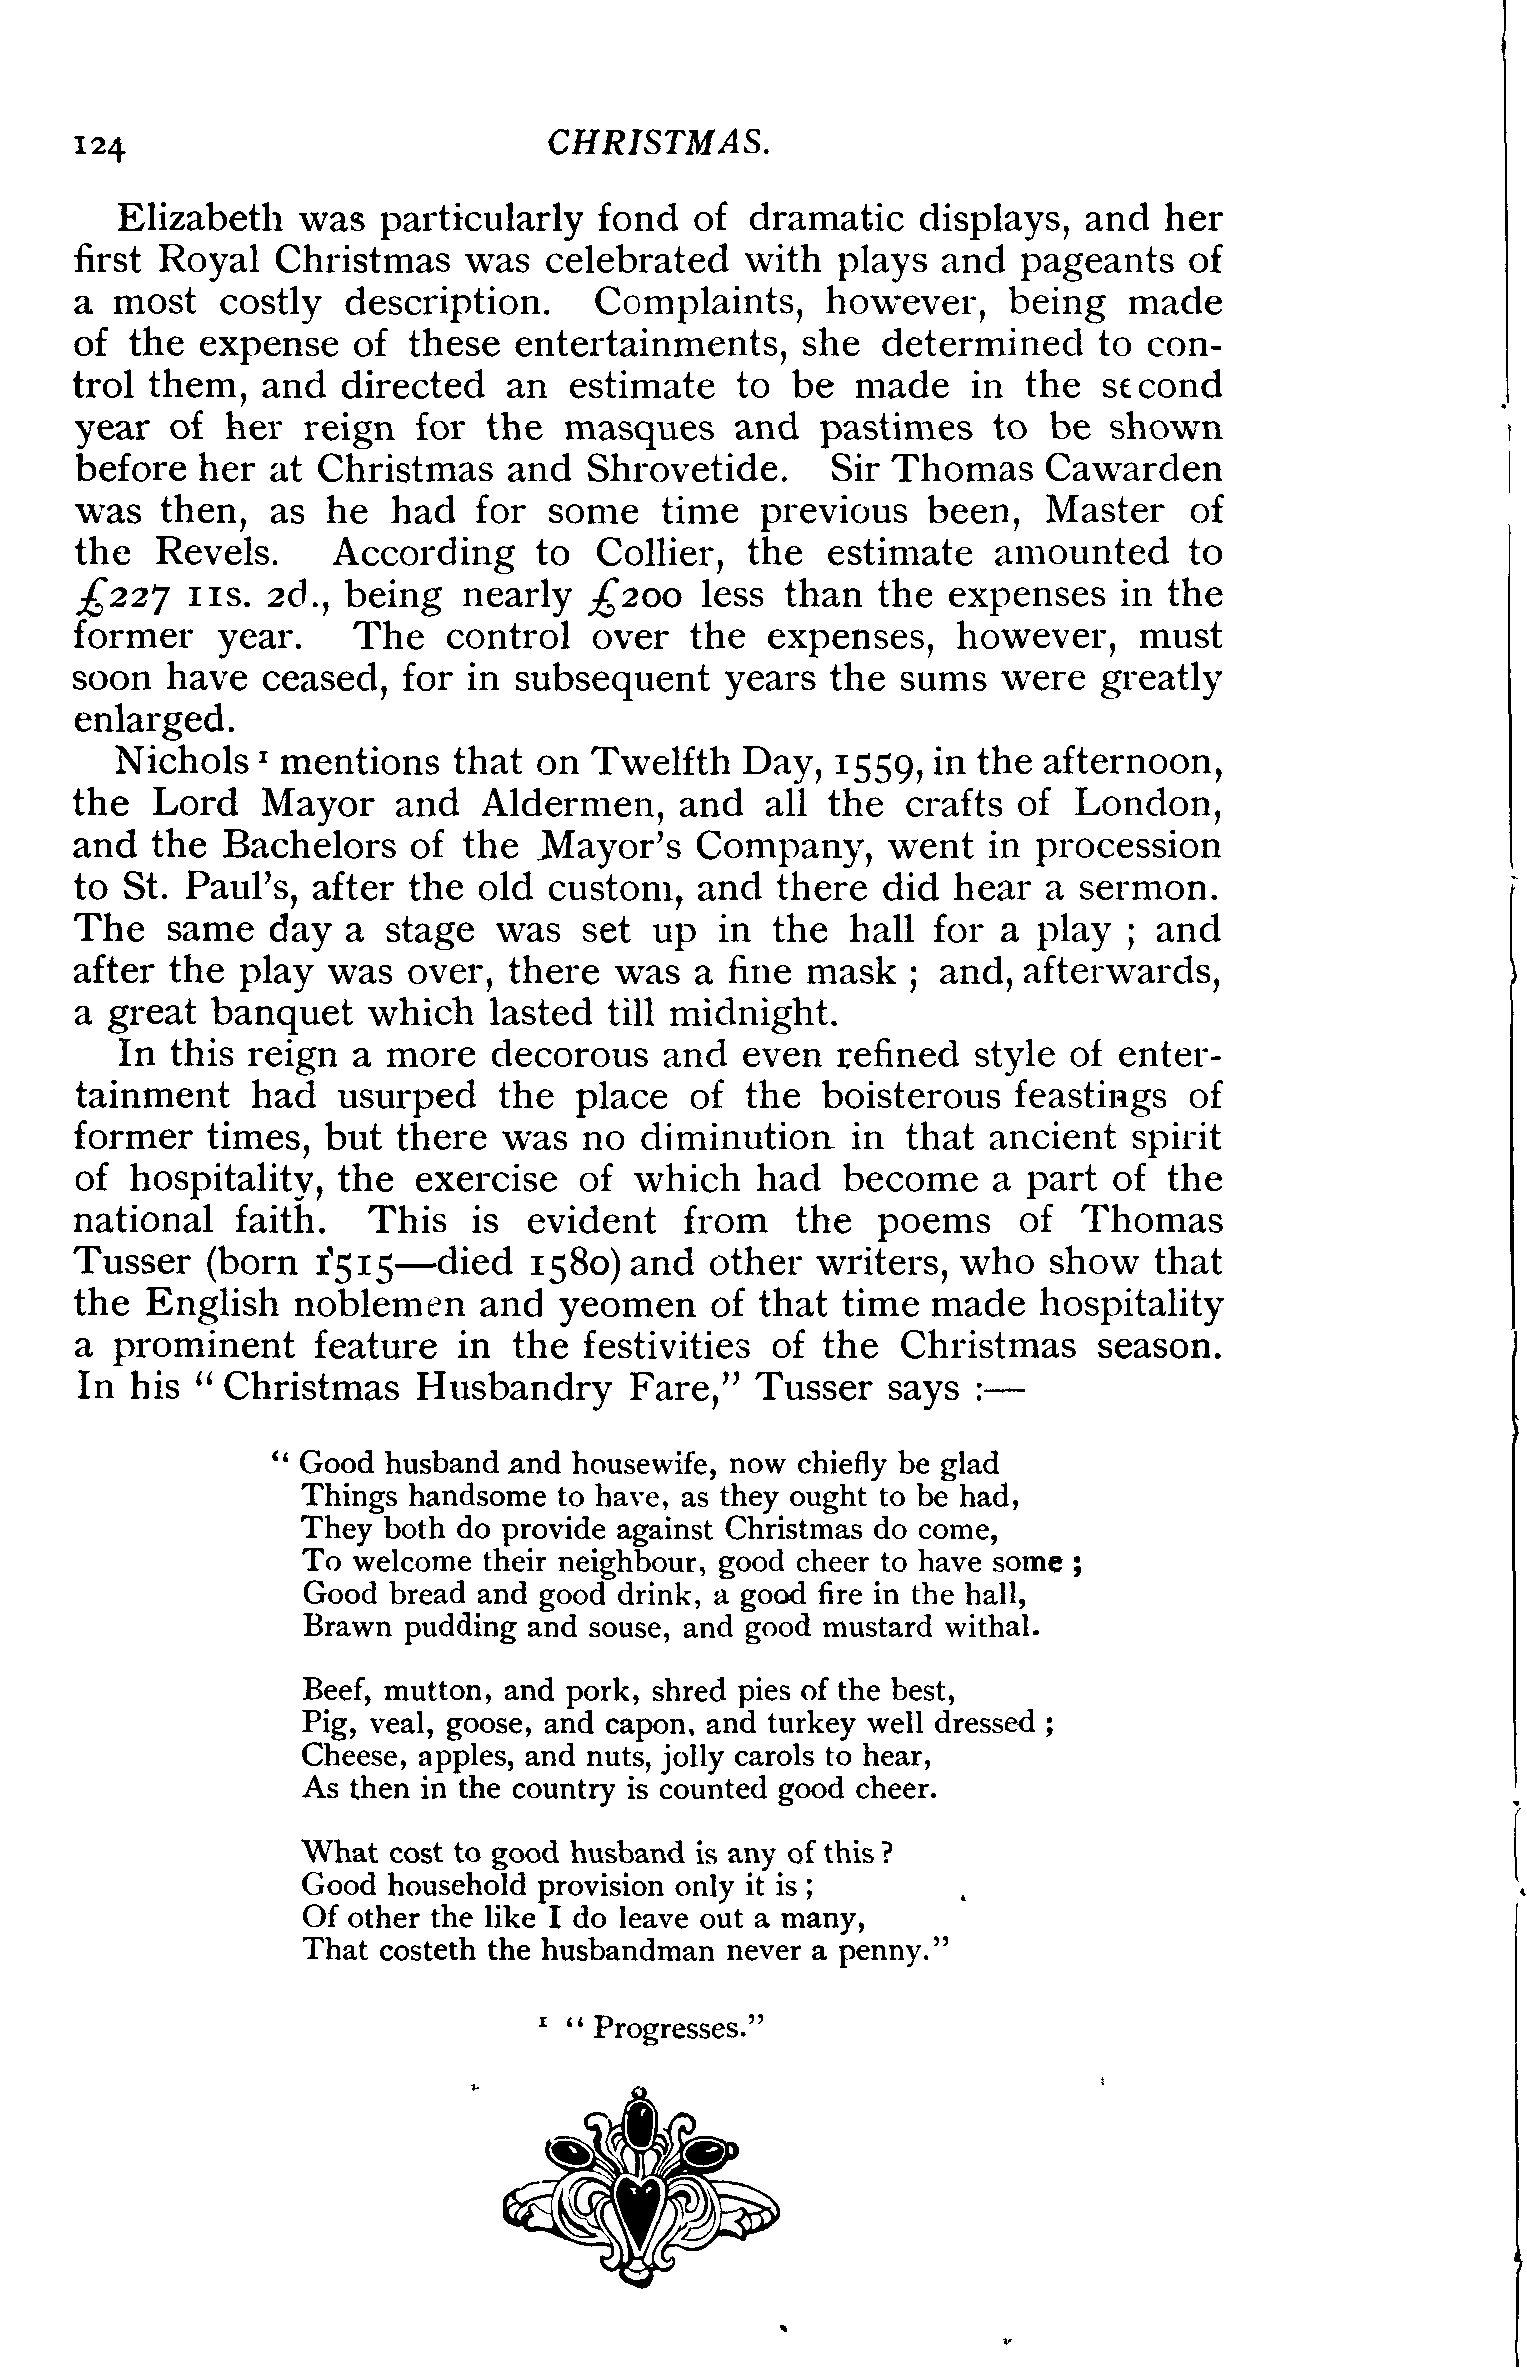 124
CHRISTMAS.
Elizabeth was particularly fond of dramatic displays, and her
first Royal Christmas was celebrated with plays and pageants of
a most costly description. Complaints, however, being made
of the expense of these entertainments, she determined to con-
trol them, and directed an estimate to be made in the second
year of her reign for the masques and pastimes to be shown
before her at Christmas and Shrovetide. Sir Thomas Cawarden
was then, as he had for some time previous been, Master of
the Revels. According to Collier, the estimate amounted to
£227 11s. 2d., being nearly £200 less than the expenses in the
former year. The control over the expenses, however, must
soon have ceased, for in subsequent years the sums were greatly
enlarged.
Nichols ¹ mentions that on Twelfth Day, 1559, in the afternoon,
the Lord Mayor and Aldermen, and all the crafts of London,
and the Bachelors of the Mayor's Company, went in procession
to St. Paul's, after the old custom, and there did hear a sermon.
The same day a stage was set up in the hall for a play ; and
after the play was over, there was a fine mask ; and, afterwards,
a great banquet which lasted till midnight.
In this reign a more decorous and even refined style of enter-
tainment had usurped the place of the boisterous feastings of
former times, but there was no diminution in that ancient spirit
of hospitality, the exercise of which had become a part of the
national faith. This is evident from the poems of Thomas
Tusser (born 1515—died 1580) and other writers, who show that
the English noblemen and yeomen of that time made hospitality
a prominent feature in the festivities of the Christmas season.
In his “ Christmas Husbandry Fare,” Tusser says :—
“ Good husband and housewife, now chiefly be glad
Things handsome to have, as they ought to be had,
They both do provide against Christmas do come,
To welcome their neighbour, good cheer to have some ;
Good bread and good drink, a good fire in the hall,
Brawn pudding and souse, and good mustard withal.
Beef, mutton, and pork, shred pies of the best,
Pig, veal, goose, and capon, and turkey well dressed ;
Cheese, apples, and nuts, jolly carols to hear,
As then in the country is counted good cheer.
What cost to good husband is any of this ?
Good household provision only it is ;
Of other the like I do leave out a many,
That costeth the husbandman never a penny.”
¹ “ Progresses.”